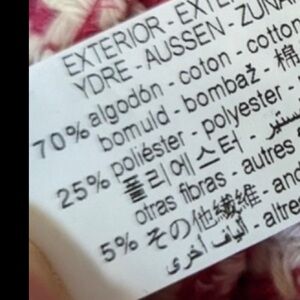 EXTERIOR - EXTE
YDRE - AUSSEN - ZUNA
70% algodón - coton - cotton
bomuld - bombaž - 棉
25% poliéster - polyester -
폴리에스터 - بوليستر
otras fibras - autres
5% その他繊維 - and
ألياف أخرى - altre